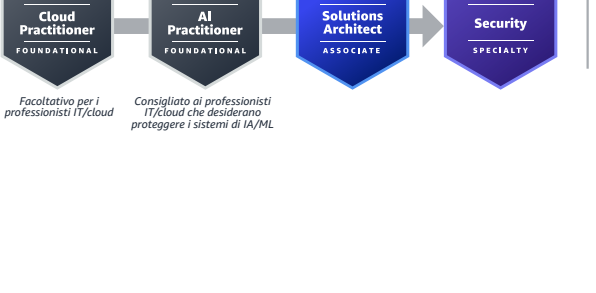 Cloud
Practitioner
FOUNDATIONAL
AI
Practitioner
FOUNDATIONAL
Solutions
Architect
ASSOCIATE
Security
SPECIALTY
Facoltativo per i
professionisti IT/cloud
Consigliato ai professionisti
IT/cloud che desiderano
proteggere i sistemi di IA/ML